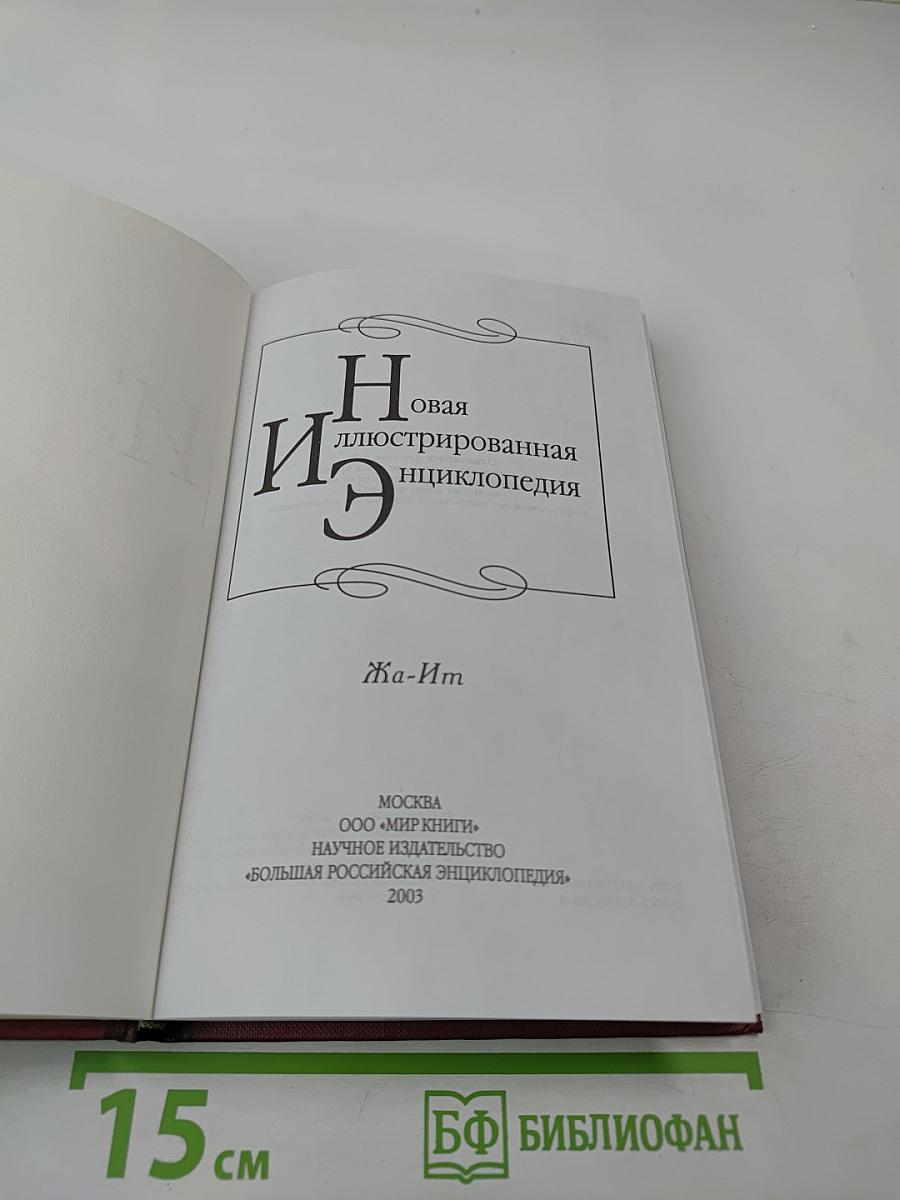 Новая
Иллюстрированная
Энциклопедия
Жа-Ит
МОСКВА
ООО «МИР КНИГИ»
НАУЧНОЕ ИЗДАТЕЛЬСТВО
«БОЛЬШАЯ РОССИЙСКАЯ ЭНЦИКЛОПЕДИЯ»
2003
15 см
БФ БИБЛИОФАН